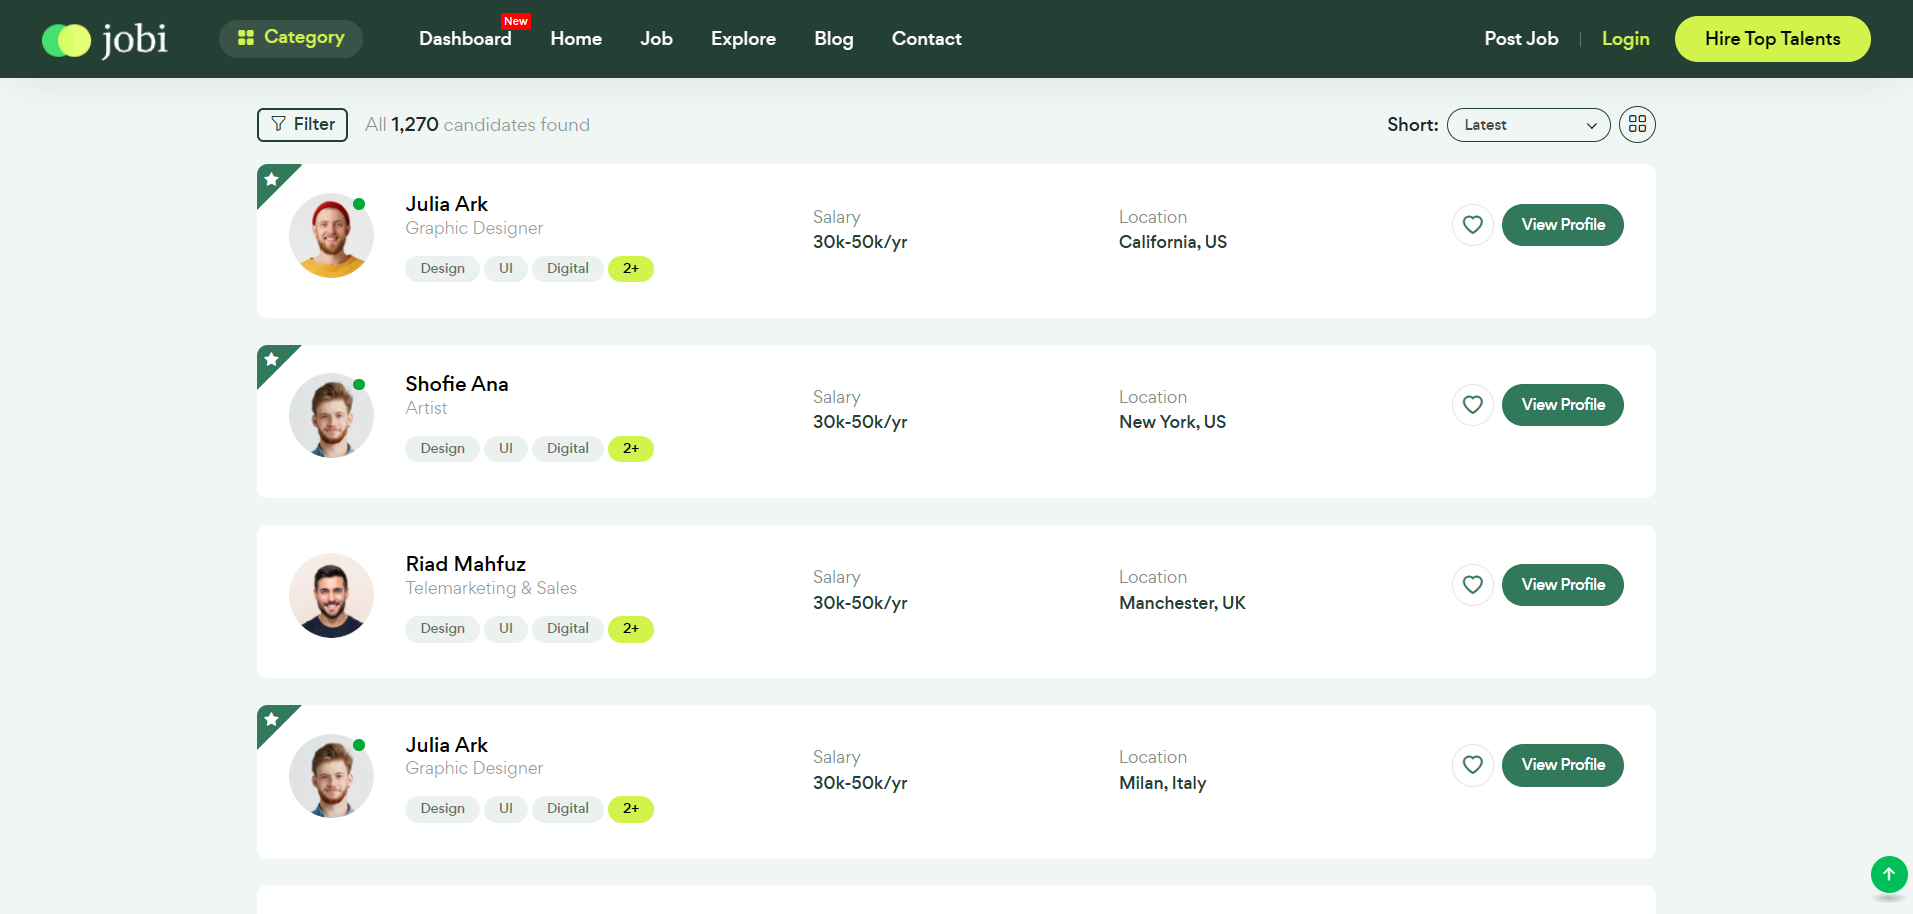 jobi
Category
Dashboard
New
Home
Job
Explore
Blog
Contact
Post Job
Login
Hire Top Talents
Filter
All 1,270 candidates found
Short:
Latest
Julia Ark
Graphic Designer
Design UI Digital 2+
Salary
30k-50k/yr
Location
California, US
View Profile
Shofie Ana
Artist
Design UI Digital 2+
Salary
30k-50k/yr
Location
New York, US
View Profile
Riad Mahfuz
Telemarketing & Sales
Design UI Digital 2+
Salary
30k-50k/yr
Location
Manchester, UK
View Profile
Julia Ark
Graphic Designer
Design UI Digital 2+
Salary
30k-50k/yr
Location
Milan, Italy
View Profile